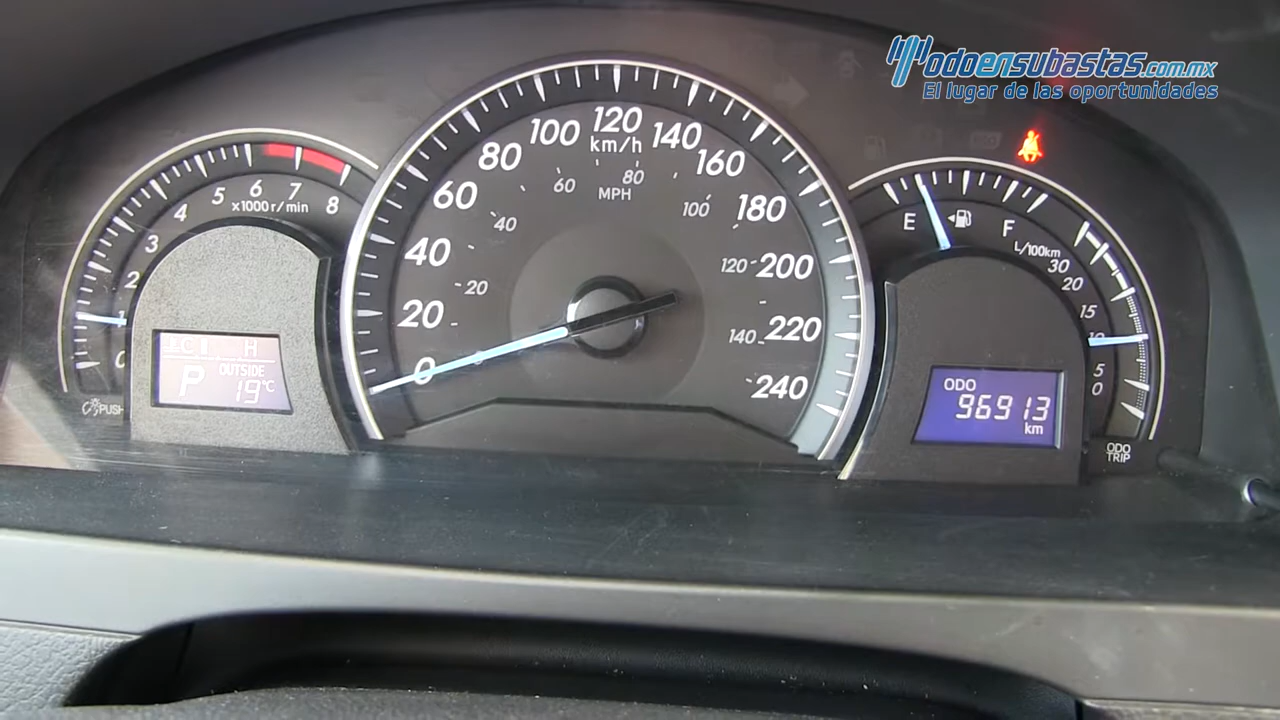 Modoensubastas.com.mx
El lugar de las oportunidades
0 1 2 3 4 5 6 7 8
x1000 r/min
P
OUTSIDE
19°C
PUSH
0 20 40 60 80 100 120 140 160 180 200 220 240
km/h
20 40 60 80 100 120 140
MPH
E F
L/100km
30
20
15
10
5
0
ODO
96913
km
ODO
TRIP